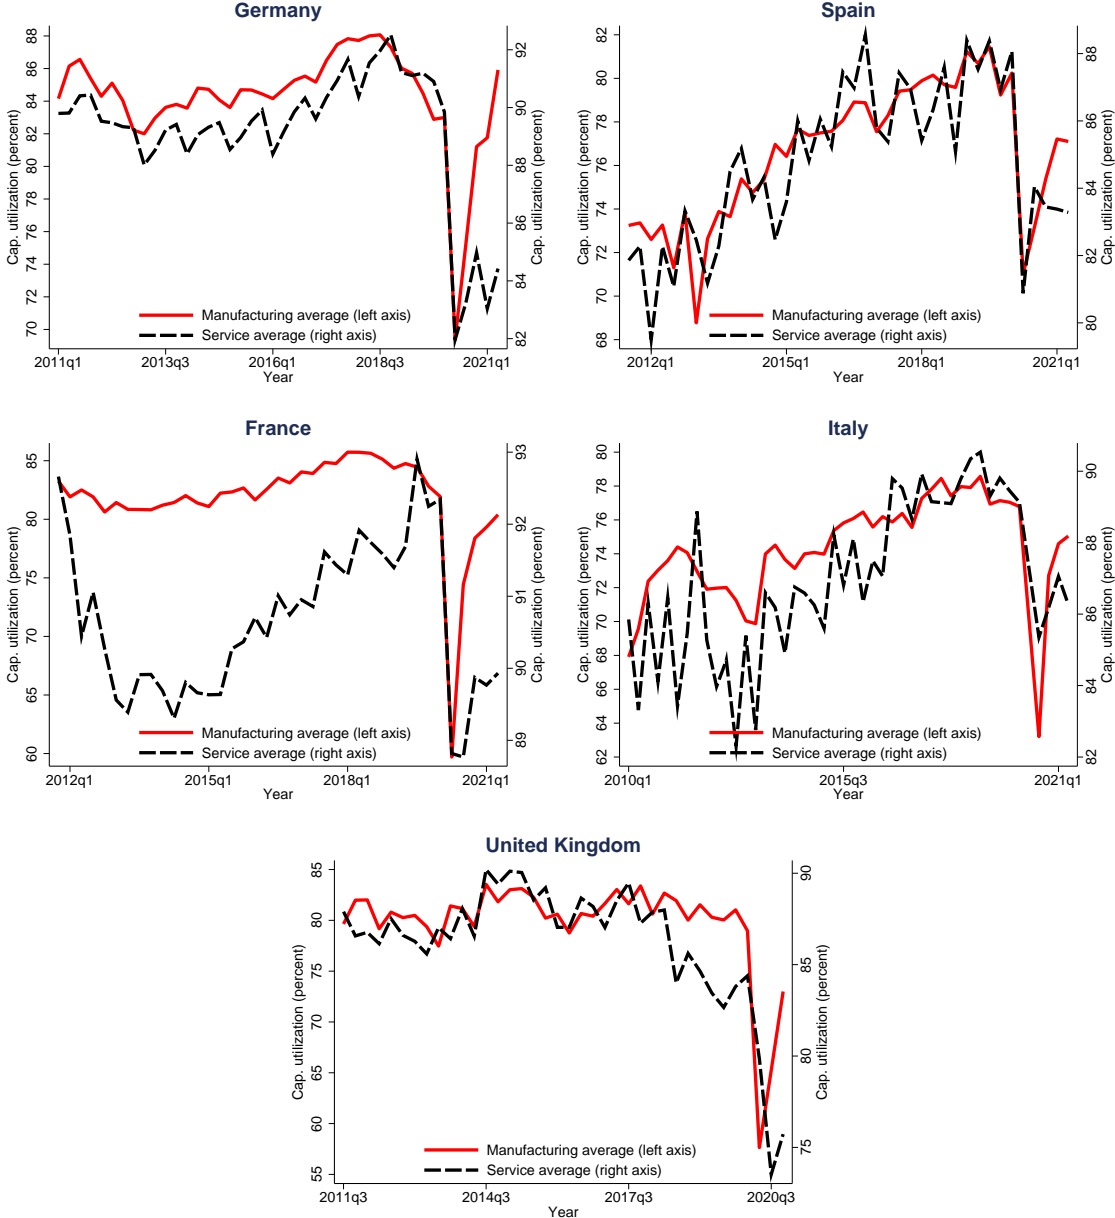 Germany
Cap. utilization (percent)
88
86
84
82
80
78
76
74
72
70
92
90
88
86
84
82
Cap. utilization (percent)
Manufacturing average (left axis)
Service average (right axis)
2011q1 2013q3 2016q1 2018q3 2021q1
Year
Spain
Cap. utilization (percent)
82
80
78
76
74
72
70
68
88
86
84
82
80
Cap. utilization (percent)
Manufacturing average (left axis)
Service average (right axis)
2012q1 2015q1 2018q1 2021q1
Year
France
Cap. utilization (percent)
85
80
75
70
65
60
93
92
91
90
89
Cap. utilization (percent)
Manufacturing average (left axis)
Service average (right axis)
2012q1 2015q1 2018q1 2021q1
Year
Italy
Cap. utilization (percent)
80
78
76
74
72
70
68
66
64
62
90
88
86
84
82
Cap. utilization (percent)
Manufacturing average (left axis)
Service average (right axis)
2010q1 2015q3 2021q1
Year
United Kingdom
Cap. utilization (percent)
85
80
75
70
65
60
55
90
85
80
75
Cap. utilization (percent)
Manufacturing average (left axis)
Service average (right axis)
2011q3 2014q3 2017q3 2020q3
Year